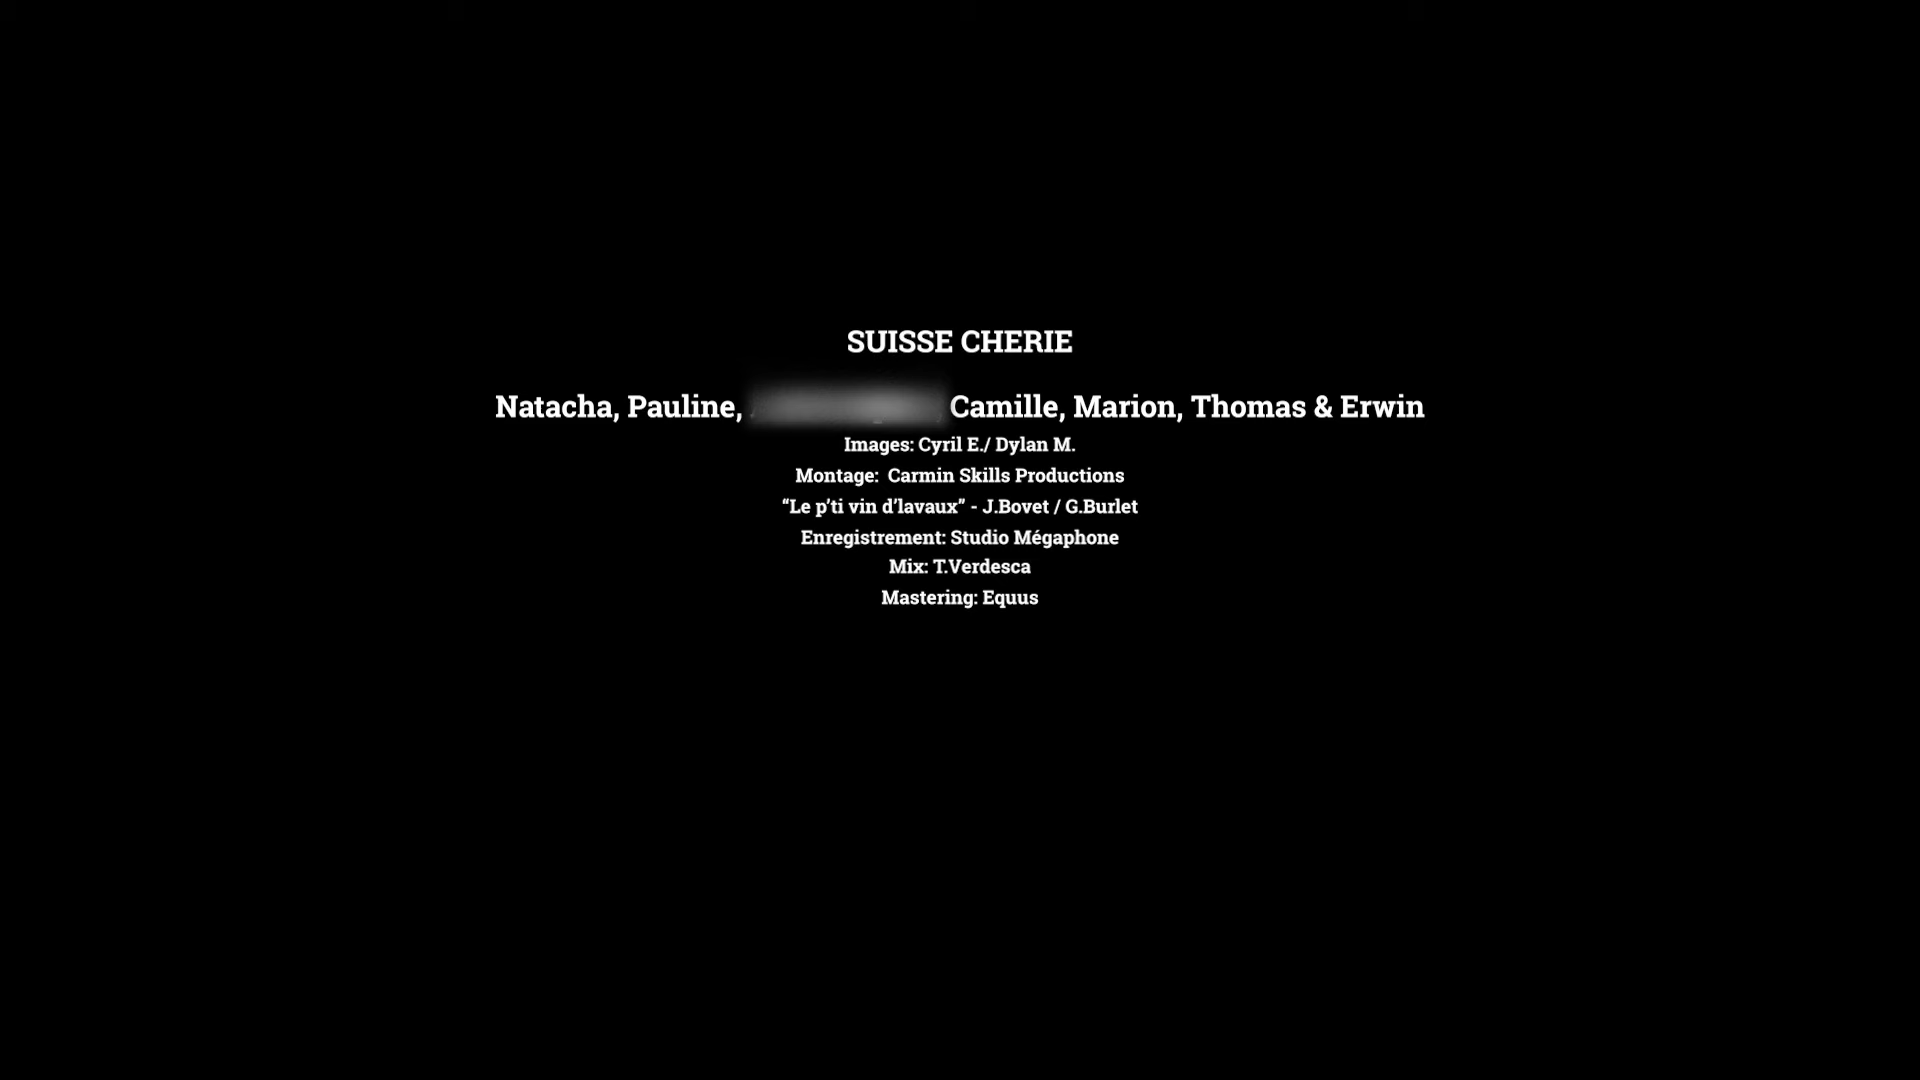 SUISSE CHERIE
Natacha, Pauline, Camille, Marion, Thomas & Erwin
Images: Cyril E./ Dylan M.
Montage:  Carmin Skills Productions
“Le p’ti vin d’lavaux” - J.Bovet / G.Burlet
Enregistrement: Studio Mégaphone
Mix: T.Verdesca
Mastering: Equus